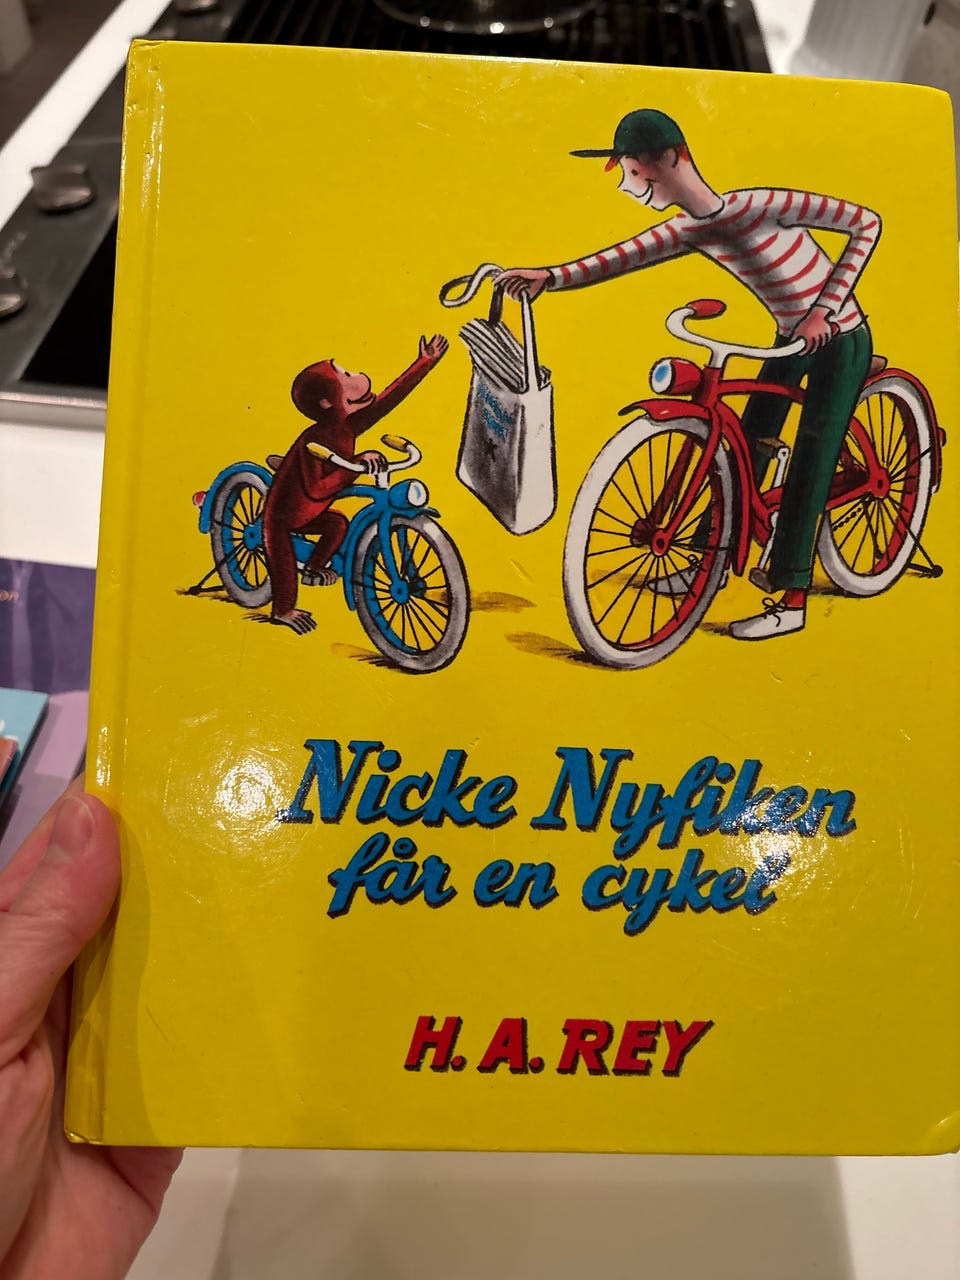 Nicke Nyfiken
får en cykel
H. A. REY